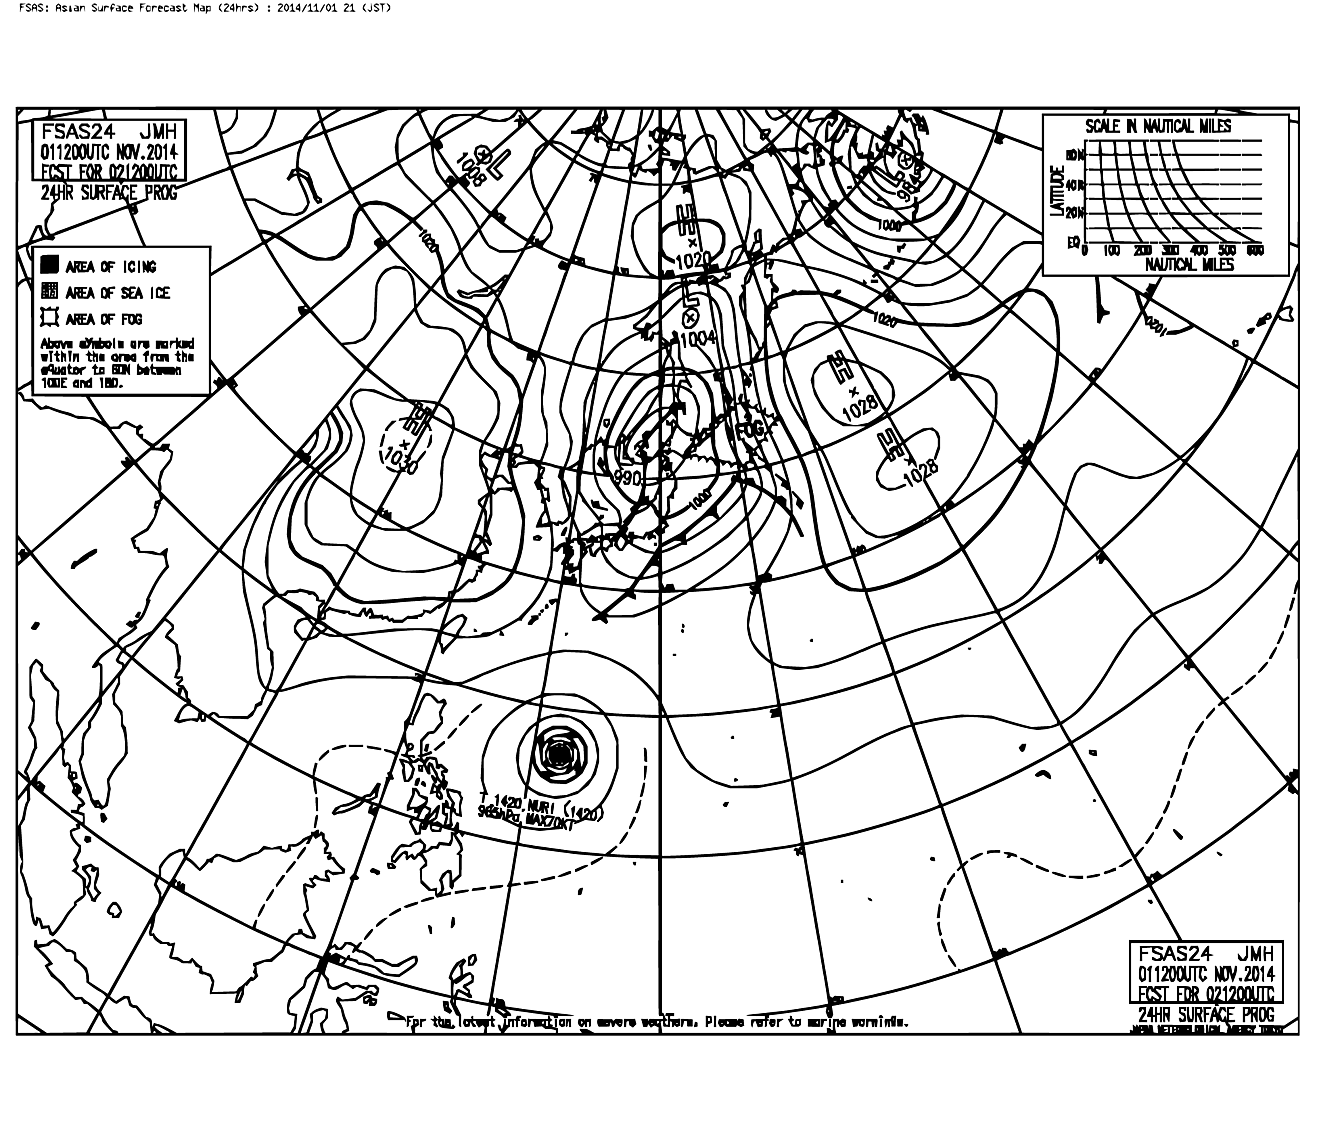 FSAS: Asian Surface Forecast Map (24hrs) : 2014/11/01 21 (JST)
FSAS24 JMH
011200UTC NOV.2014
FCST FOR 021200UTC
24HR SURFACE PROG
SCALE IN NAUTICAL MILES
LATITUDE
60N
40N
20N
EQ
0 100 200 300 400 500 600
NAUTICAL MILES
AREA OF ICING
AREA OF SEA ICE
AREA OF FOG
Above symbols are marked
within the area from the
equator to 60N between
100E and 180.
L
1008
1020
H
1020
L
1004
L
984
1000
1020
1020
H
1028
H
1028
H
1030
FOG
L
990
1000
T 1420 NURI (1420)
965hPa MAX70KT
FSAS24 JMH
011200UTC NOV.2014
FCST FOR 021200UTC
24HR SURFACE PROG
JAPAN METEOROLOGICAL AGENCY TOKYO
For the latest information on severe weathers, Please refer to marine warnings.